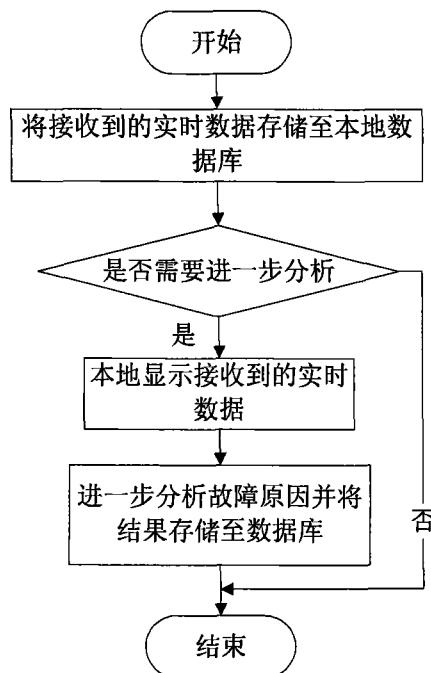 开始
将接收到的实时数据存储至本地数
据库
是否需要进一步分析
是
本地显示接收到的实时
数据
进一步分析故障原因并将
结果存储至数据库
否
结束